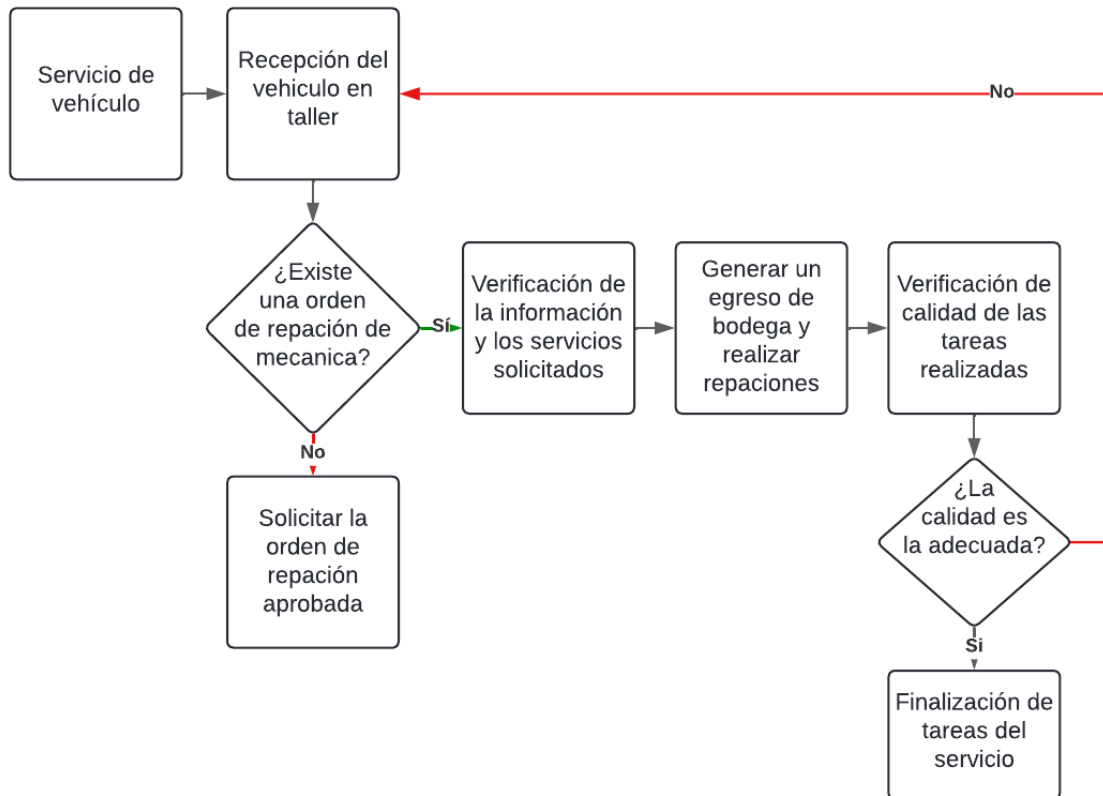 Servicio de
vehículo
Recepción del
vehiculo en
taller
No
¿Existe
una orden
de repación de
mecanica?
Sí
Verificación de
la información
y los servicios
solicitados
Generar un
egreso de
bodega y
realizar
repaciones
Verificación de
calidad de las
tareas
realizadas
No
Solicitar la
orden de
repación
aprobada
¿La
calidad es
la adecuada?
Si
Finalización de
tareas del
servicio